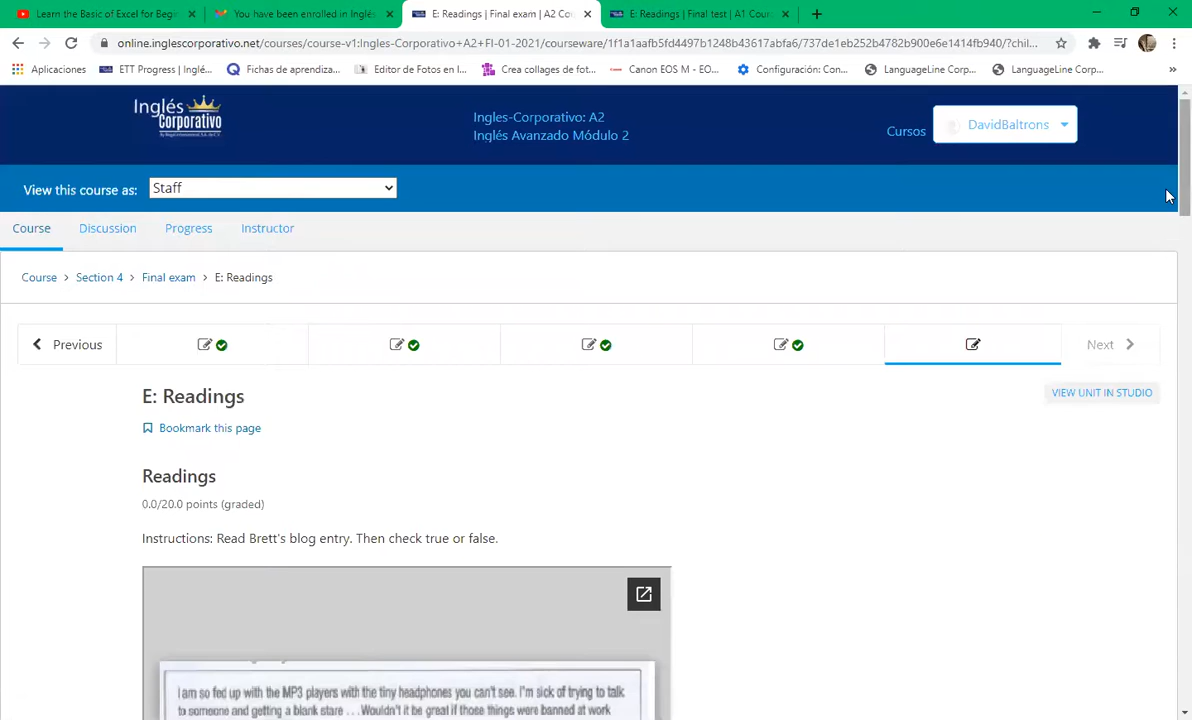 Learn the Basic of Excel for Begin
You have been enrolled in Inglés
E: Readings | Final exam | A2 Cou
E: Readings | Final test | A1 Cours
online.inglescorporativo.net/courses/course-v1:Ingles-Corporativo+A2+FI-01-2021/courseware/1f1a1aafb5fd4497b1248b43617abfa6/737de1eb252b4782b900e6e1414fb940/?chil...
Aplicaciones
ETT Progress | Inglé...
Fichas de aprendiza...
Editor de Fotos en l...
Crea collages de fot...
Canon EOS M - EO...
Configuración: Con...
LanguageLine Corp...
LanguageLine Corp...
Inglés
Corporativo
Ingles-Corporativo: A2
Inglés Avanzado Módulo 2
Cursos
DavidBaltrons
View this course as:
Staff
Course
Discussion
Progress
Instructor
Course > Section 4 > Final exam > E: Readings
Previous
Next
E: Readings
VIEW UNIT IN STUDIO
Bookmark this page
Readings
0.0/20.0 points (graded)
Instructions: Read Brett's blog entry. Then check true or false.
I am so fed up with the MP3 players with the tiny headphones you can't see. I'm sick of trying to talk
to someone and getting a blank stare ...Wouldn't it be great if those things were banned at work